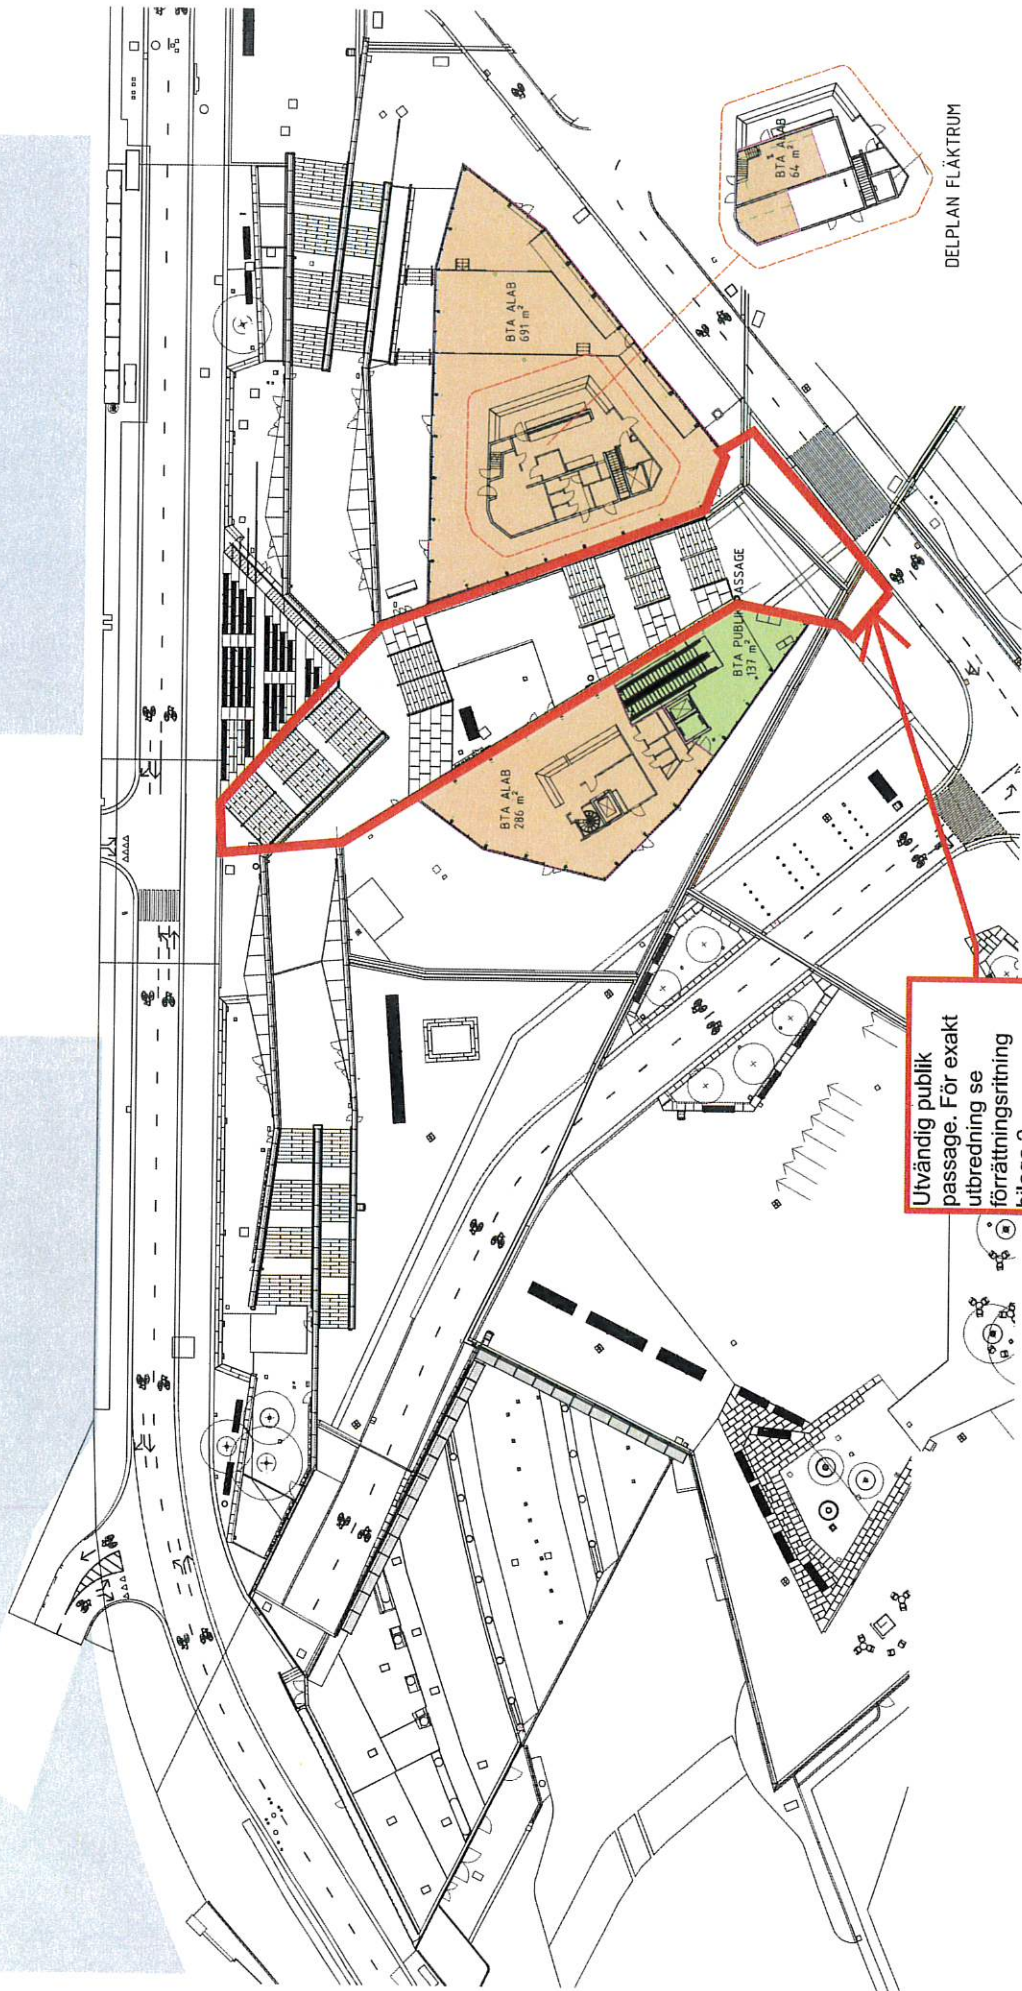 BTA ALAB
64 m²
DELPLAN FLÄKTRUM
BTA ALAB
691 m²
BTA PUBLIK PASSAGE
137 m²
BTA ALAB
286 m²
Utvändig publik
passage. För exakt
utbredning se
förrättningsritning